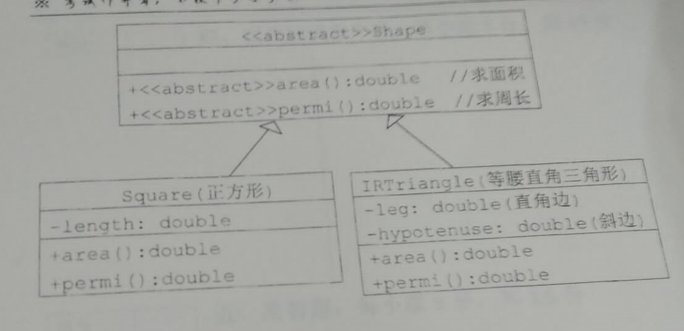 <<abstract>>Shape
+<<abstract>>area():double //求面积
+<<abstract>>permi():double //求周长
Square(正方形)
-length: double
+area():double
+permi():double
IRTriangle(等腰直角三角形)
-leg: double(直角边)
-hypotenuse: double(斜边)
+area():double
+permi():double